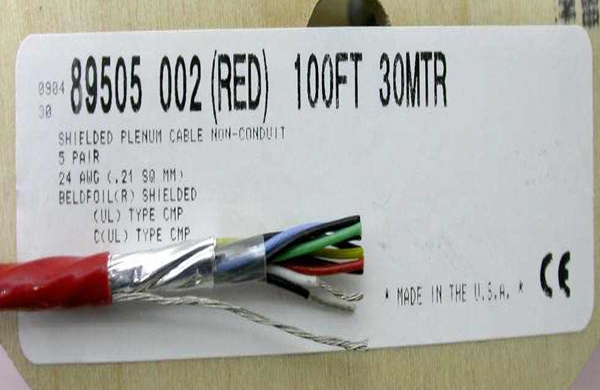 0904
30
89505 002 (RED) 100FT 30MTR
SHIELDED PLENUM CABLE NON-CONDUIT
5 PAIR
24 AWG (.21 SQ MM)
BELDFOIL(R) SHIELDED
(UL) TYPE CMP
C(UL) TYPE CMP
* MADE IN THE U.S.A. *
CE